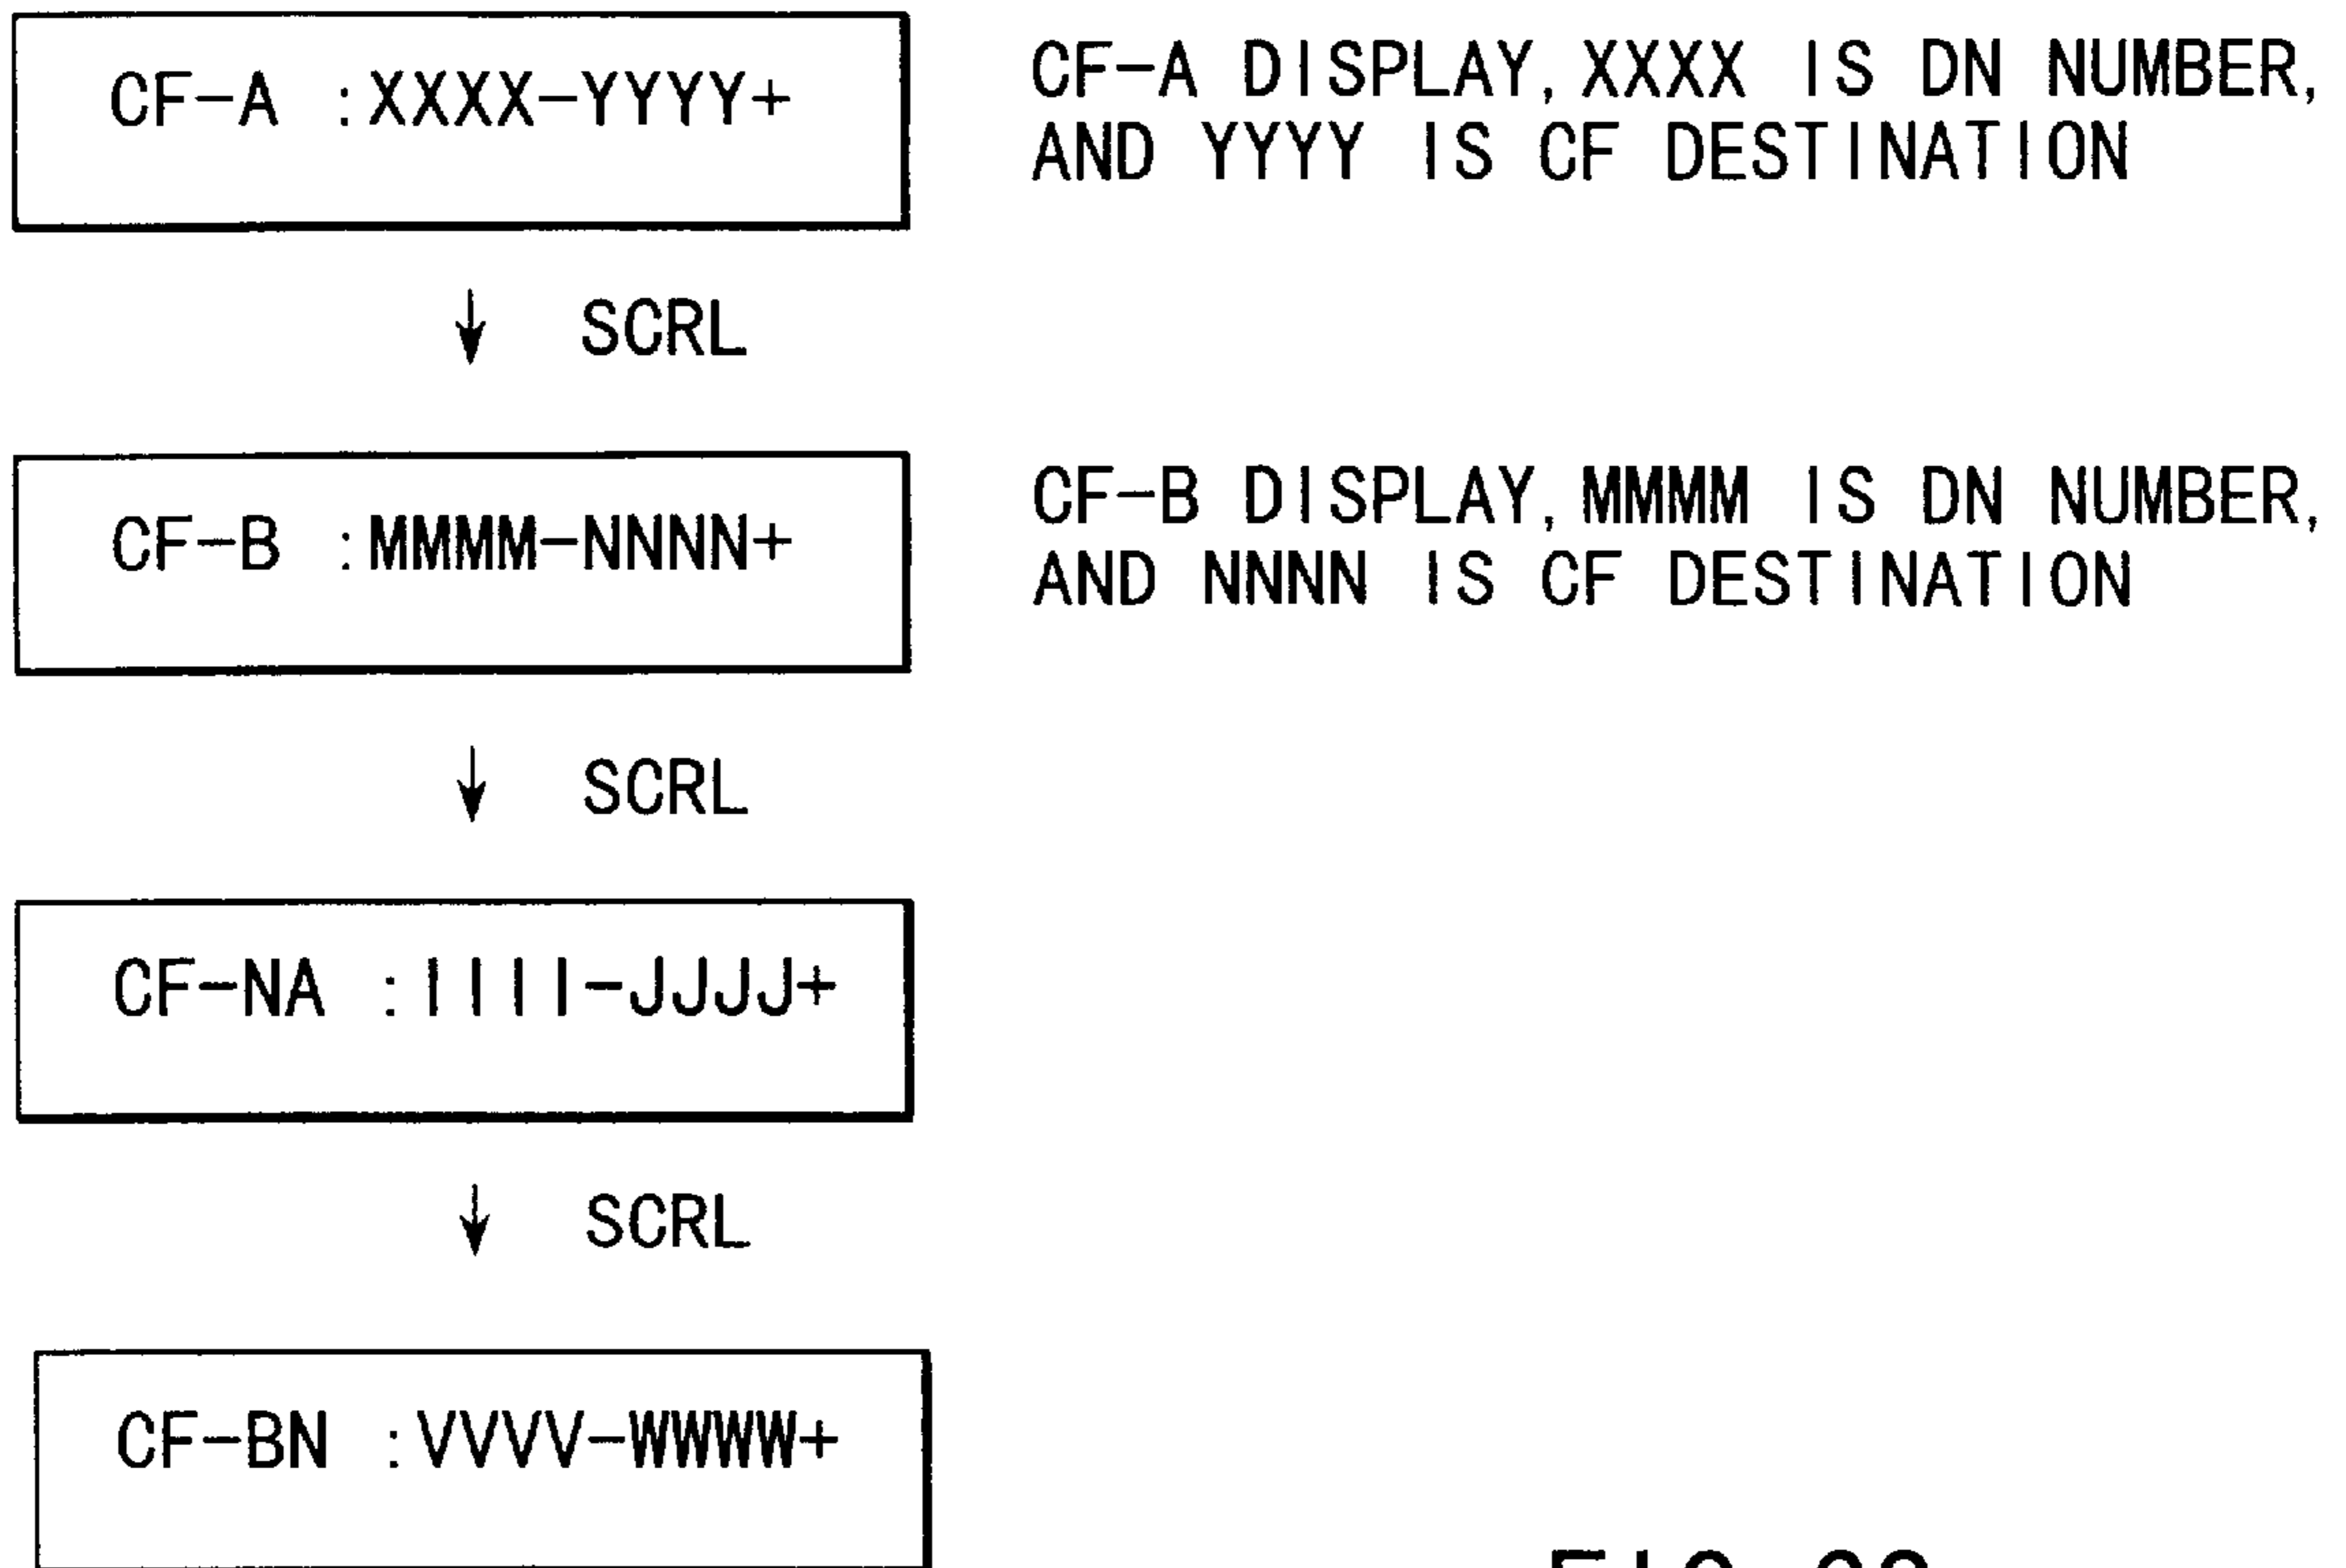 CF-A :XXXX-YYYY+
CF-A DISPLAY, XXXX IS DN NUMBER,
AND YYYY IS CF DESTINATION
SCRL
CF-B :MMMM-NNNN+
CF-B DISPLAY, MMMM IS DN NUMBER,
AND NNNN IS CF DESTINATION
SCRL
CF-NA :IIII-JJJJ+
SCRL
CF-BN :VVVV-WWWW+